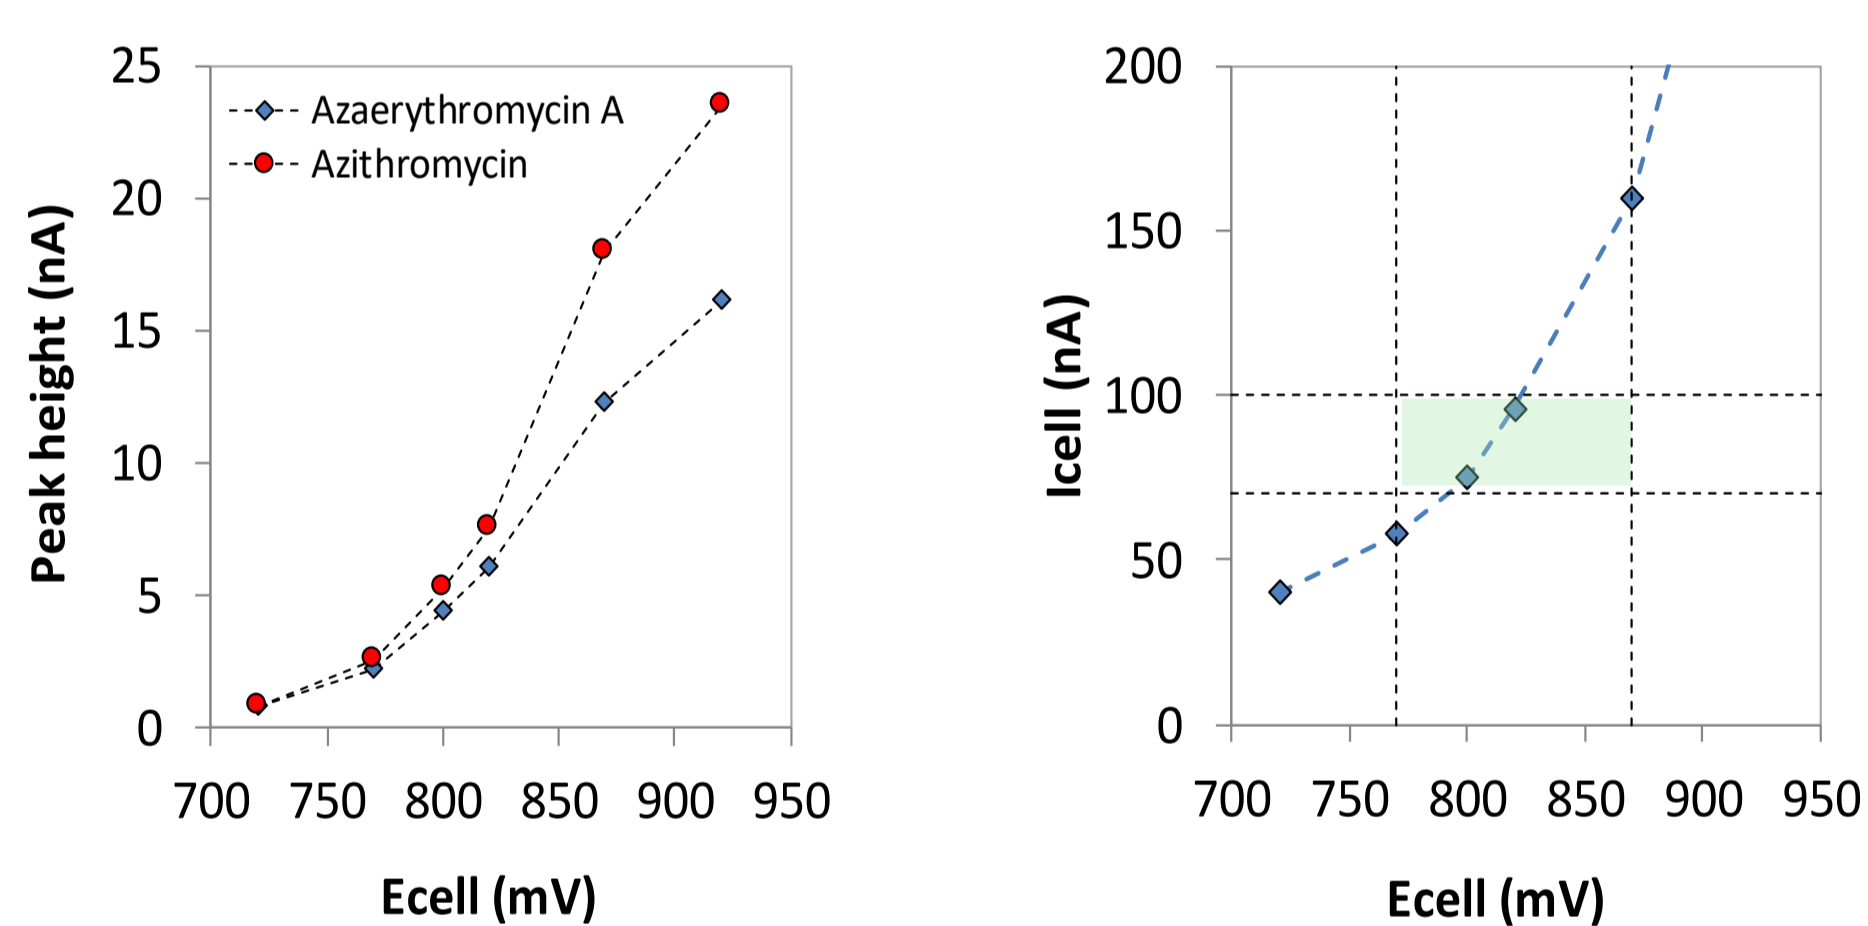 25
20
15
10
5
0
700 750 800 850 900 950
Peak height (nA)
Ecell (mV)
Azaerythromycin A
Azithromycin
200
150
100
50
0
700 750 800 850 900 950
Icell (nA)
Ecell (mV)